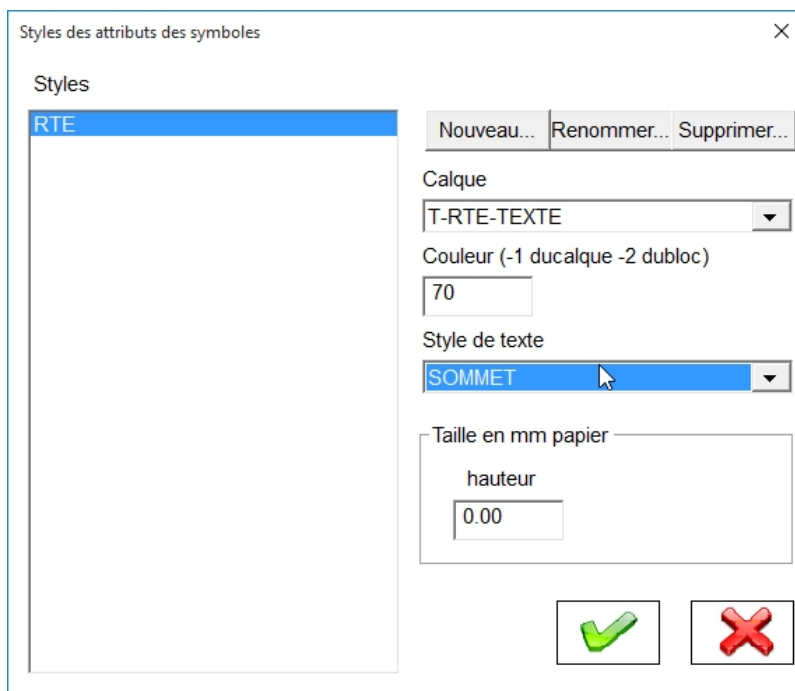 Styles des attributs des symboles
Styles
RTE
Nouveau... Renommer... Supprimer...
Calque
T-RTE-TEXTE
Couleur (-1 ducalque -2 dubloc)
70
Style de texte
SOMMET
Taille en mm papier
hauteur
0.00